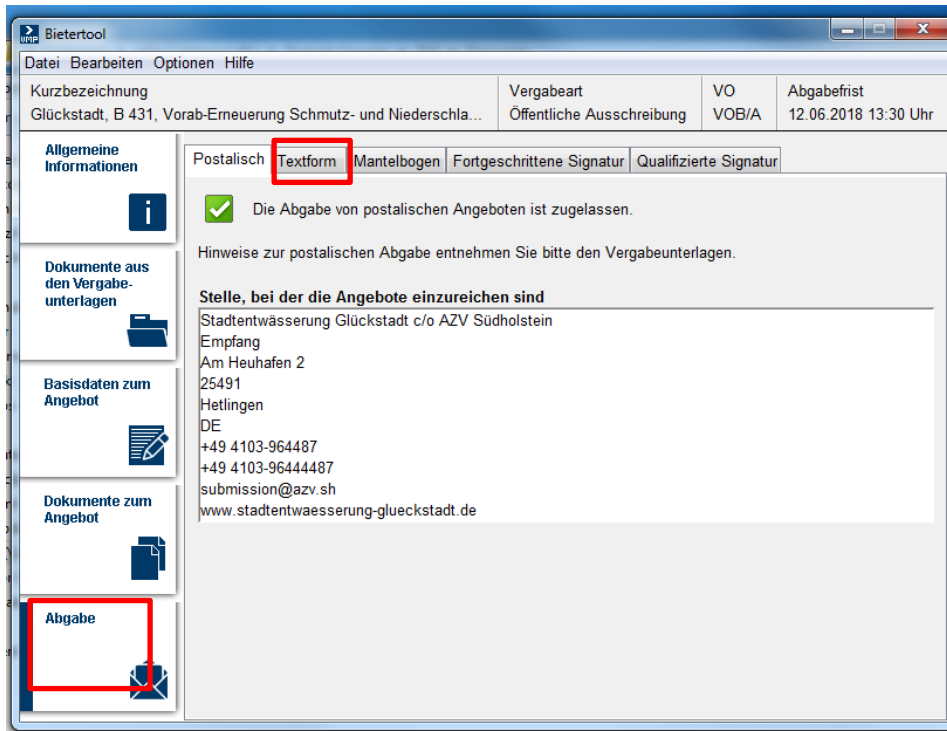 VMP Bietertool
Datei Bearbeiten Optionen Hilfe
Kurzbezeichnung Vergabeart VO Abgabefrist
Glückstadt, B 431, Vorab-Erneuerung Schmutz- und Niederschla... Öffentliche Ausschreibung VOB/A 12.06.2018 13:30 Uhr
Allgemeine
Informationen
i
Dokumente aus
den Vergabe-
unterlagen
Basisdaten zum
Angebot
Dokumente zum
Angebot
Abgabe
Postalisch Textform Mantelbogen Fortgeschrittene Signatur Qualifizierte Signatur
Die Abgabe von postalischen Angeboten ist zugelassen.
Hinweise zur postalischen Abgabe entnehmen Sie bitte den Vergabeunterlagen.
Stelle, bei der die Angebote einzureichen sind
Stadtentwässerung Glückstadt c/o AZV Südholstein
Empfang
Am Heuhafen 2
25491
Hetlingen
DE
+49 4103-964487
+49 4103-96444487
submission@azv.sh
www.stadtentwaesserung-glueckstadt.de